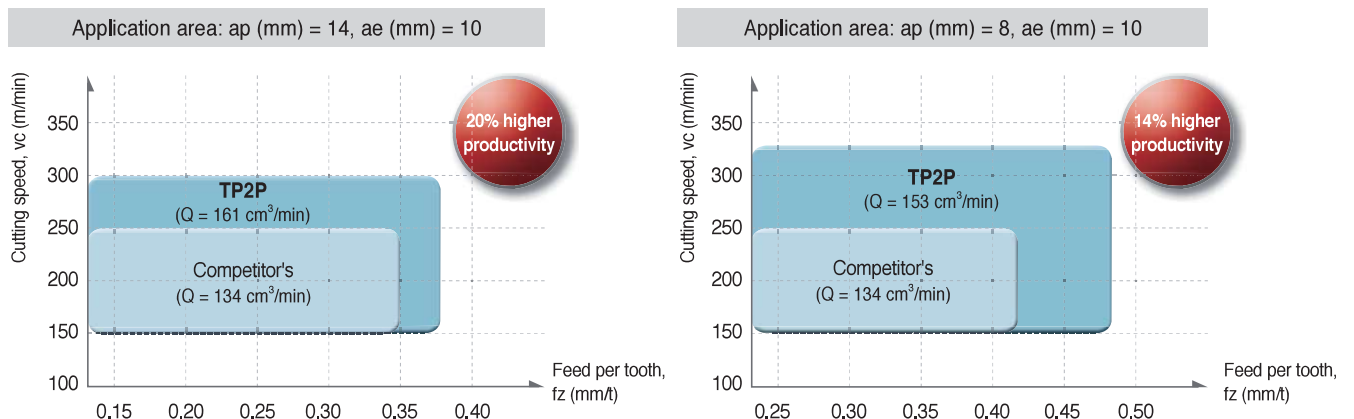 Application area: ap (mm) = 14, ae (mm) = 10
Cutting speed, vc (m/min)
350
300
250
200
150
100
20% higher
productivity
TP2P
(Q = 161 cm³/min)
Competitor's
(Q = 134 cm³/min)
0.15 0.20 0.25 0.30 0.35 0.40
Feed per tooth,
fz (mm/t)
Application area: ap (mm) = 8, ae (mm) = 10
Cutting speed, vc (m/min)
350
300
250
200
150
100
14% higher
productivity
TP2P
(Q = 153 cm³/min)
Competitor's
(Q = 134 cm³/min)
0.25 0.30 0.35 0.40 0.45 0.50
Feed per tooth,
fz (mm/t)